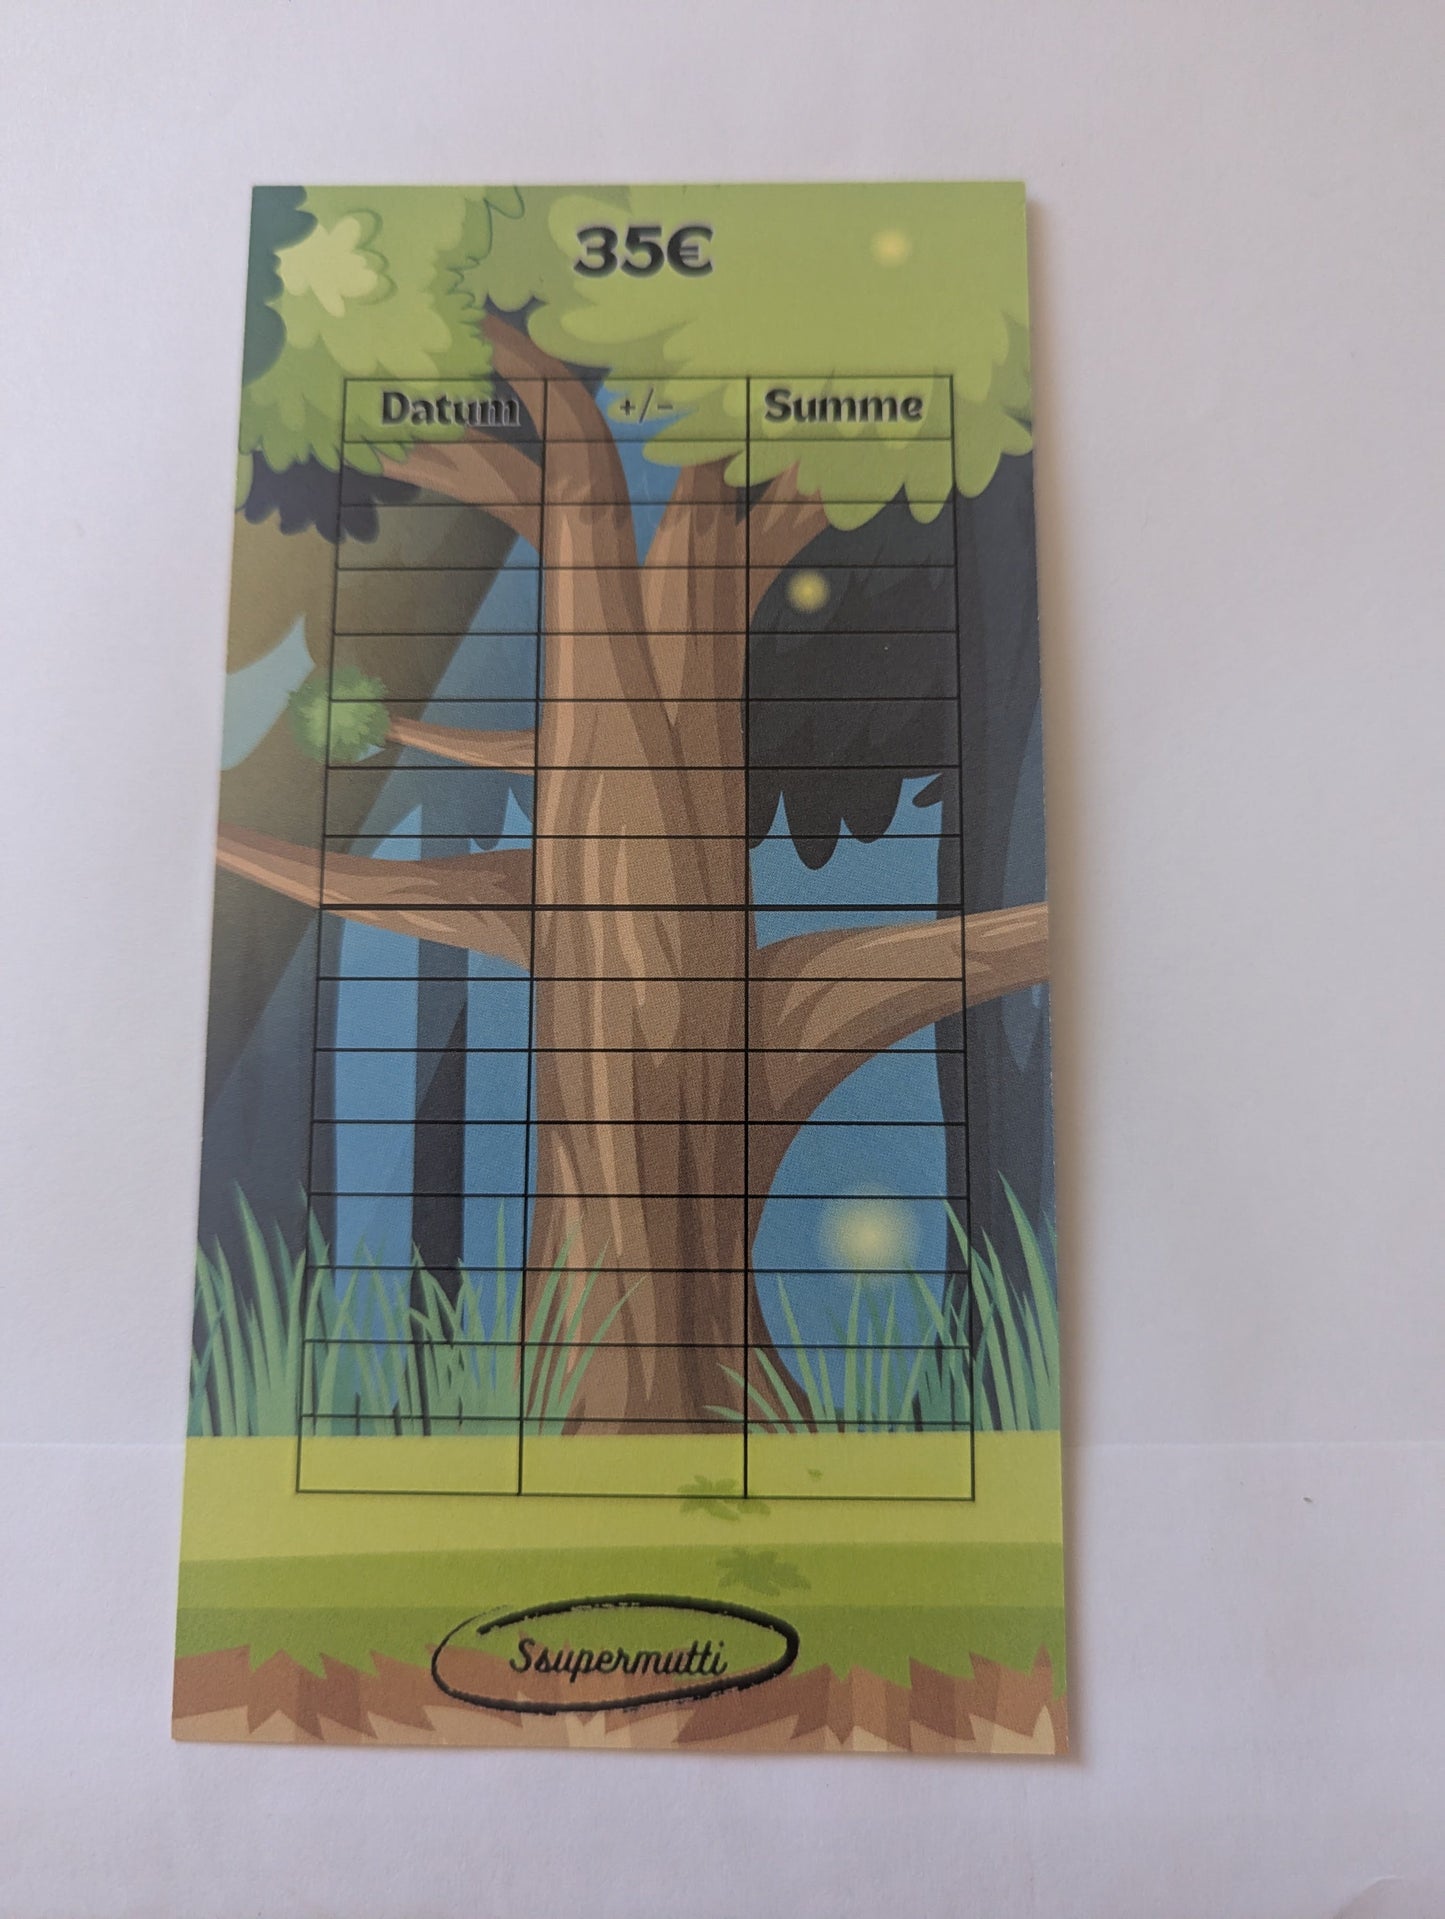 35€
Datum +/- Summe
Ssupermutti